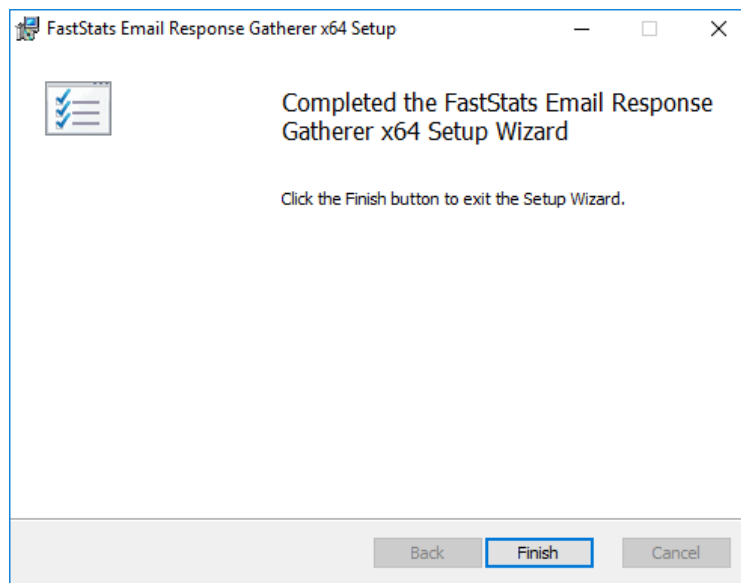 FastStats Email Response Gatherer x64 Setup
Completed the FastStats Email Response
Gatherer x64 Setup Wizard
Click the Finish button to exit the Setup Wizard.
Back Finish Cancel